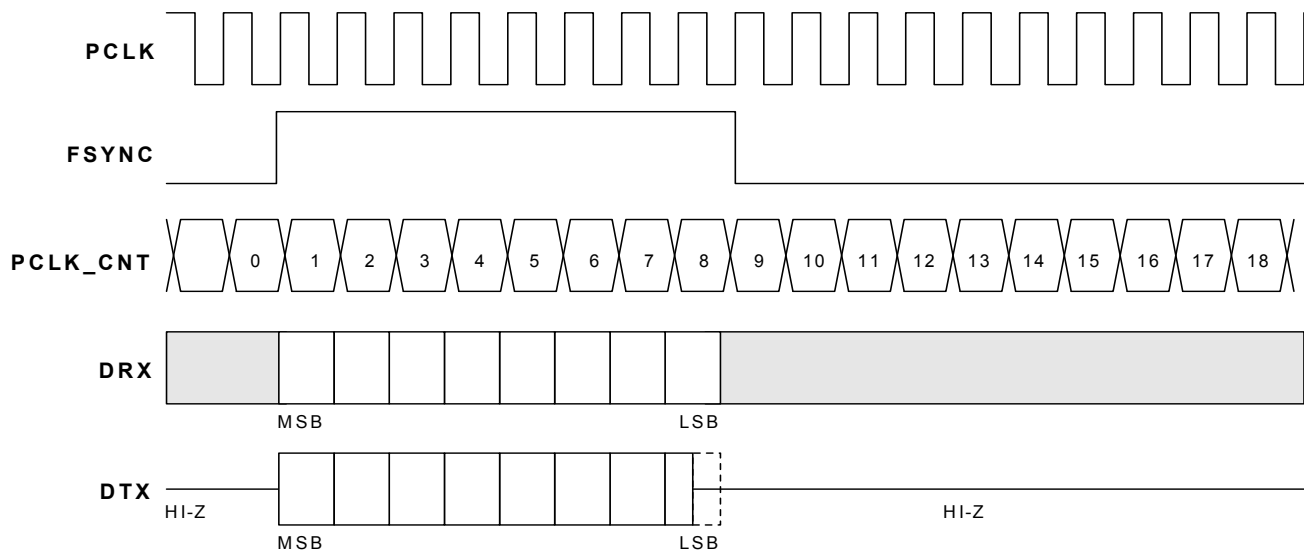 PCLK
FSYNC
PCLK_CNT 0 1 2 3 4 5 6 7 8 9 10 11 12 13 14 15 16 17 18
DRX
MSB LSB
DTX
HI-Z HI-Z
MSB LSB